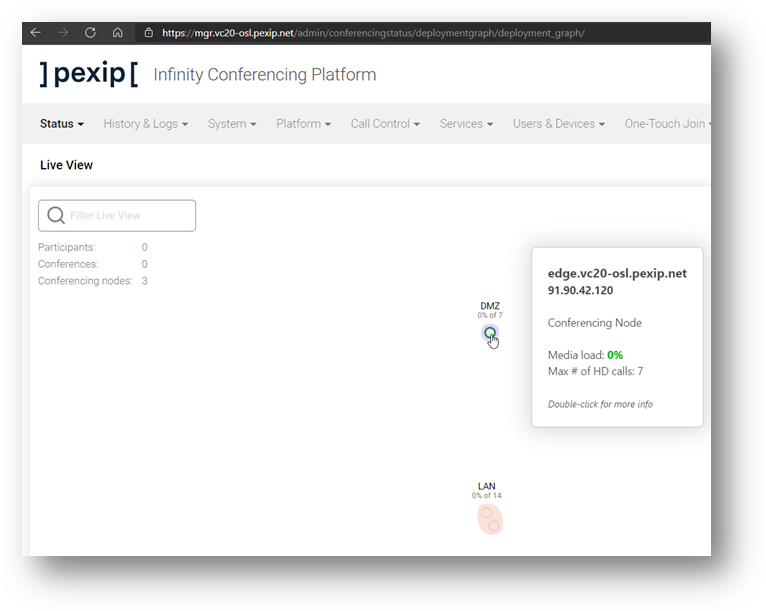 https://mgr.vc20-osl.pexip.net/admin/conferencingstatus/deploymentgraph/deployment_graph/
]pexip[ Infinity Conferencing Platform
Status History & Logs System Platform Call Control Services Users & Devices One-Touch Join
Live View
Filter Live View
Participants: 0
Conferences: 0
Conferencing nodes: 3
DMZ
0% of 7
edge.vc20-osl.pexip.net
91.90.42.120
Conferencing Node
Media load: 0%
Max # of HD calls: 7
Double-click for more info
LAN
0% of 14